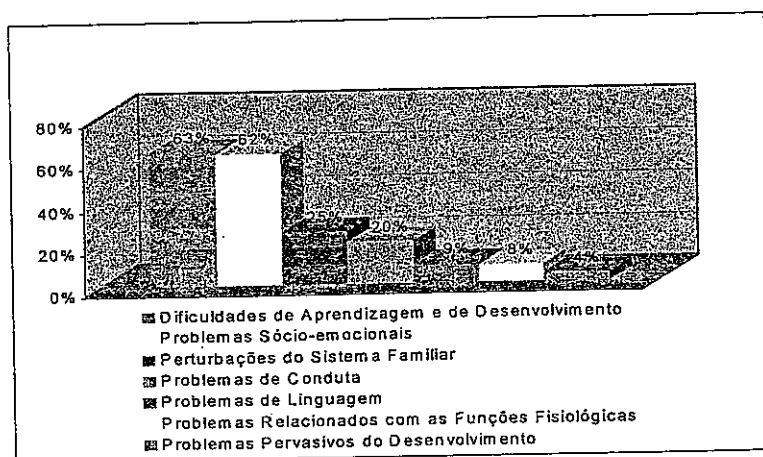 80%
60%
40%
20%
0%
63% 62%
25% 20%
9% 8% 4%
Dificuldades de Aprendizagem e de Desenvolvimento
Problemas Sócio-emocionais
Perturbações do Sistema Familiar
Problemas de Conduta
Problemas de Linguagem
Problemas Relacionados com as Funções Fisiológicas
Problemas Pervasivos do Desenvolvimento